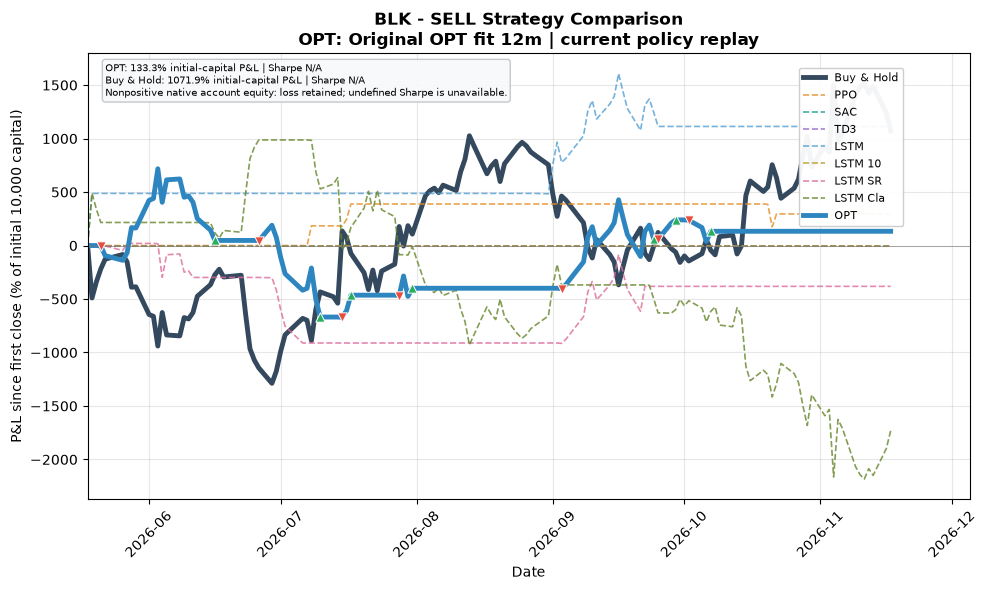 BLK - SELL Strategy Comparison
OPT: Original OPT fit 12m | current policy replay
OPT: 133.3% initial-capital P&L | Sharpe N/A
Buy & Hold: 1071.9% initial-capital P&L | Sharpe N/A
Nonpositive native account equity: loss retained; undefined Sharpe is unavailable.
Buy & Hold
PPO
SAC
TD3
LSTM
LSTM 10
LSTM SR
LSTM Cla
OPT
P&L since first close (% of initial 10,000 capital)
1500
1000
500
0
−500
−1000
−1500
−2000
2026-06
2026-07
2026-08
2026-09
2026-10
2026-11
2026-12
Date